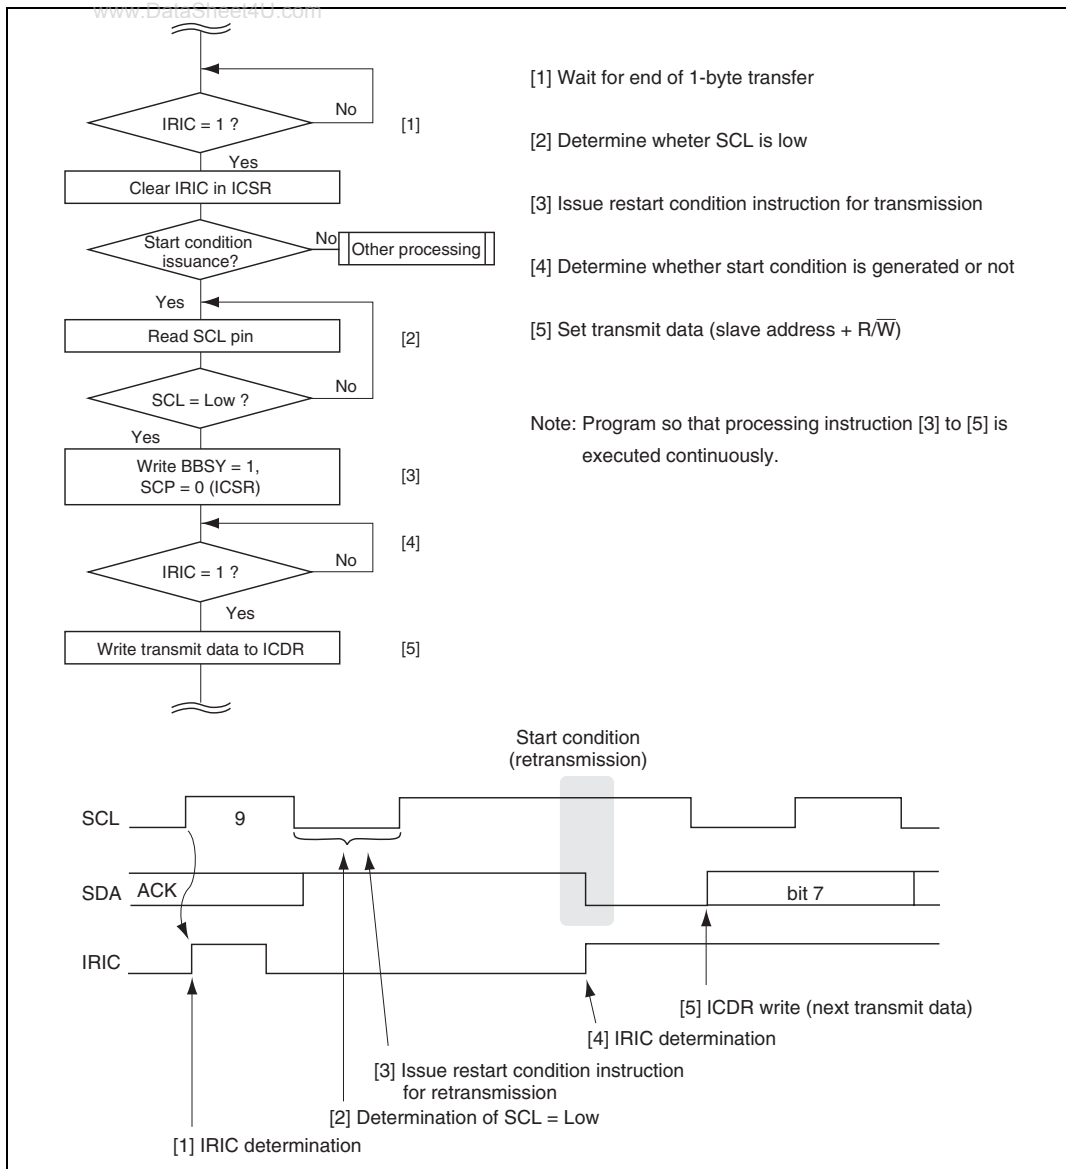 www.DataSheet4U.com
IRIC = 1 ?
No
[1]
Yes
Clear IRIC in ICSR
Start condition
issuance?
No
Other processing
Yes
Read SCL pin
[2]
SCL = Low ?
No
Yes
Write BBSY = 1,
SCP = 0 (ICSR)
[3]
IRIC = 1 ?
No
[4]
Yes
Write transmit data to ICDR
[5]
[1] Wait for end of 1-byte transfer
[2] Determine wheter SCL is low
[3] Issue restart condition instruction for transmission
[4] Determine whether start condition is generated or not
[5] Set transmit data (slave address + R/W̅)
Note: Program so that processing instruction [3] to [5] is
executed continuously.
Start condition
(retransmission)
SCL
9
SDA
ACK
bit 7
IRIC
[5] ICDR write (next transmit data)
[4] IRIC determination
[3] Issue restart condition instruction
for retransmission
[2] Determination of SCL = Low
[1] IRIC determination